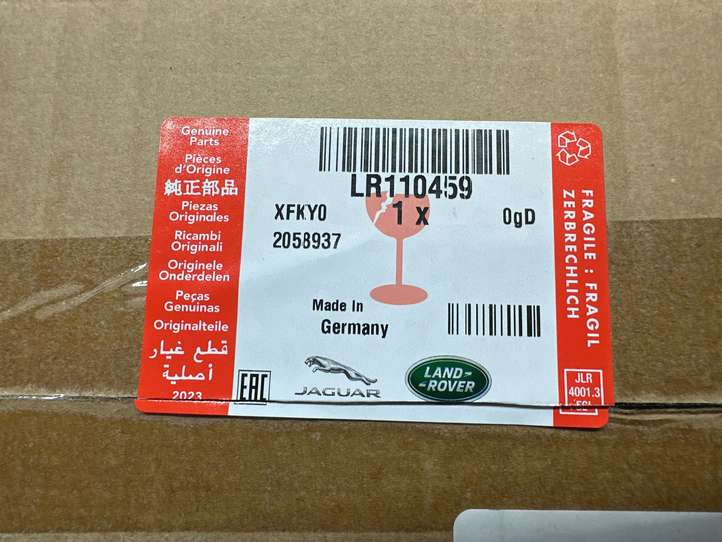 Genuine
Parts
Pièces
d'Origine
純正部品
Piezas
Originales
Ricambi
Originali
Originele
Onderdelen
Peças
Genuinas
Originalteile
قطع غيار
أصلية
2023
LR110459
XFKY0
1 X
0gD
2058937
Made In
Germany
EAC
JAGUAR
LAND-
-ROVER
FRAGILE : FRAGIL
ZERBRECHLICH
JLR
4001.3